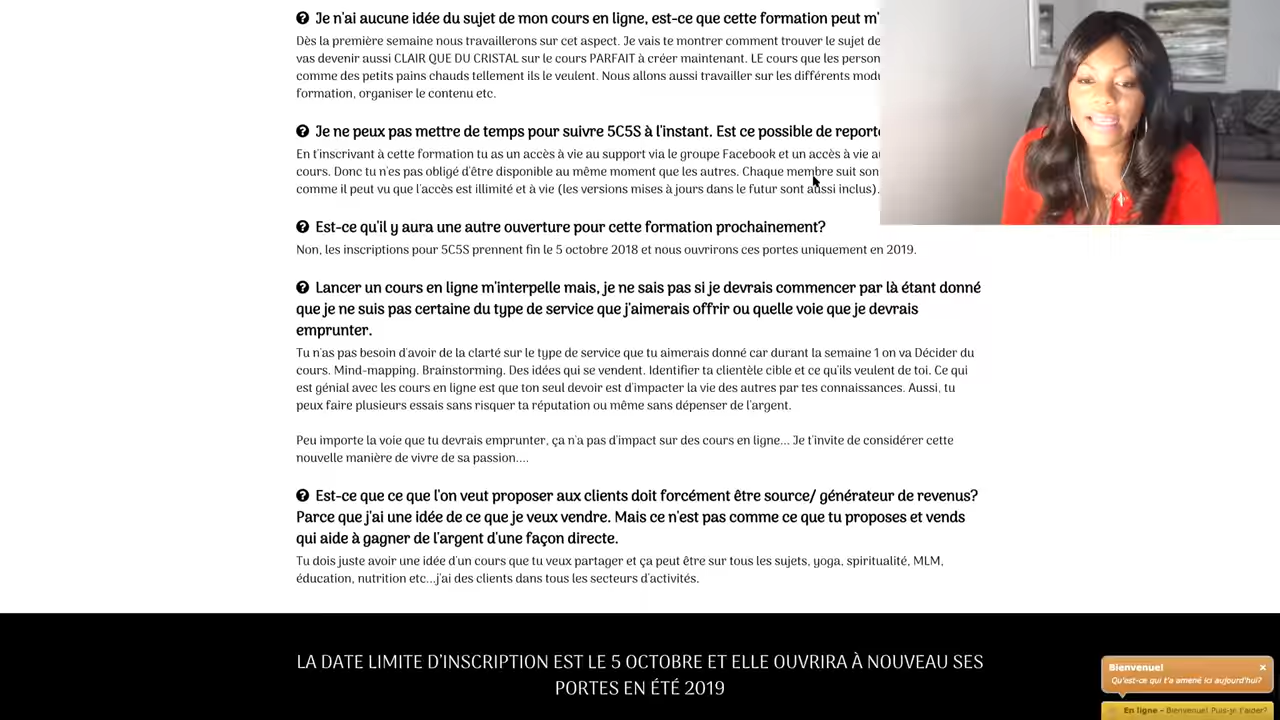 Je n'ai aucune idée du sujet de mon cours en ligne, est-ce que cette formation peut m'
Dès la première semaine nous travaillerons sur cet aspect. Je vais te montrer comment trouver le sujet de
vas devenir aussi CLAIR QUE DU CRISTAL sur le cours PARFAIT à créer maintenant. LE cours que les person
comme des petits pains chauds tellement ils le veulent. Nous allons aussi travailler sur les différents modu
formation, organiser le contenu etc.
Je ne peux pas mettre de temps pour suivre 5C5S à l'instant. Est ce possible de reporte
En t'inscrivant à cette formation tu as un accès à vie au support via le groupe Facebook et un accès à vie au
cours. Donc tu n'es pas obligé d'être disponible au même moment que les autres. Chaque membre suit son
comme il peut vu que l'accès est illimité et à vie (les versions mises à jours dans le futur sont aussi inclus).
Est-ce qu'il y aura une autre ouverture pour cette formation prochainement?
Non, les inscriptions pour 5C5S prennent fin le 5 octobre 2018 et nous ouvrirons ces portes uniquement en 2019.
Lancer un cours en ligne m'interpelle mais, je ne sais pas si je devrais commencer par là étant donné
que je ne suis pas certaine du type de service que j'aimerais offrir ou quelle voie que je devrais
emprunter.
Tu n'as pas besoin d'avoir de la clarté sur le type de service que tu aimerais donné car durant la semaine 1 on va Décider du
cours. Mind-mapping. Brainstorming. Des idées qui se vendent. Identifier ta clientèle cible et ce qu'ils veulent de toi. Ce qui
est génial avec les cours en ligne est que ton seul devoir est d'impacter la vie des autres par tes connaissances. Aussi, tu
peux faire plusieurs essais sans risquer ta réputation ou même sans dépenser de l'argent.
Peu importe la voie que tu devrais emprunter, ça n'a pas d'impact sur des cours en ligne... Je t'invite de considérer cette
nouvelle manière de vivre de sa passion....
Est-ce que ce que l'on veut proposer aux clients doit forcément être source/ générateur de revenus?
Parce que j'ai une idée de ce que je veux vendre. Mais ce n'est pas comme ce que tu proposes et vends
qui aide à gagner de l'argent d'une façon directe.
Tu dois juste avoir une idée d'un cours que tu veux partager et ça peut être sur tous les sujets, yoga, spiritualité, MLM,
éducation, nutrition etc...j'ai des clients dans tous les secteurs d'activités.
LA DATE LIMITE D'INSCRIPTION EST LE 5 OCTOBRE ET ELLE OUVRIRA À NOUVEAU SES
PORTES EN ÉTÉ 2019
Bienvenue!
Qu'est-ce qui t'a amené ici aujourd'hui?
En ligne - Bienvenue! Puis-je t'aider?